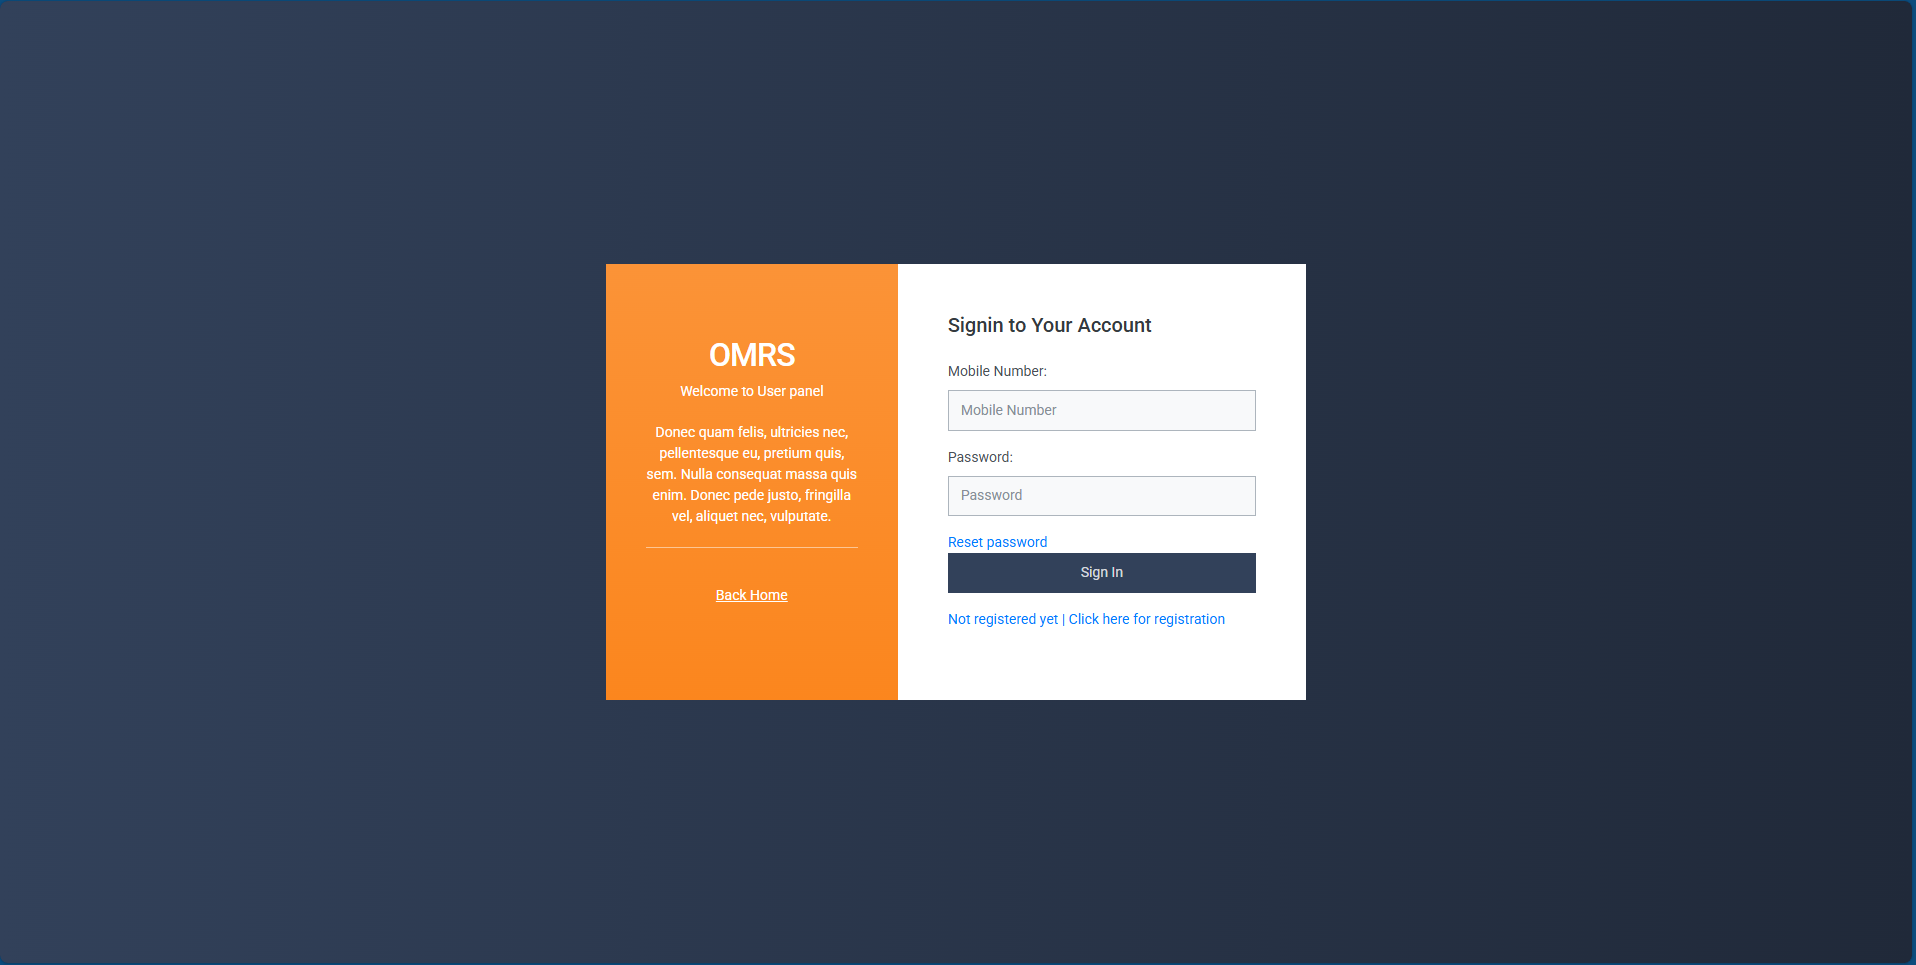 OMRS
Welcome to User panel
Donec quam felis, ultricies nec,
pellentesque eu, pretium quis,
sem. Nulla consequat massa quis
enim. Donec pede justo, fringilla
vel, aliquet nec, vulputate.
Back Home
Signin to Your Account
Mobile Number:
Mobile Number
Password:
Password
Reset password
Sign In
Not registered yet | Click here for registration